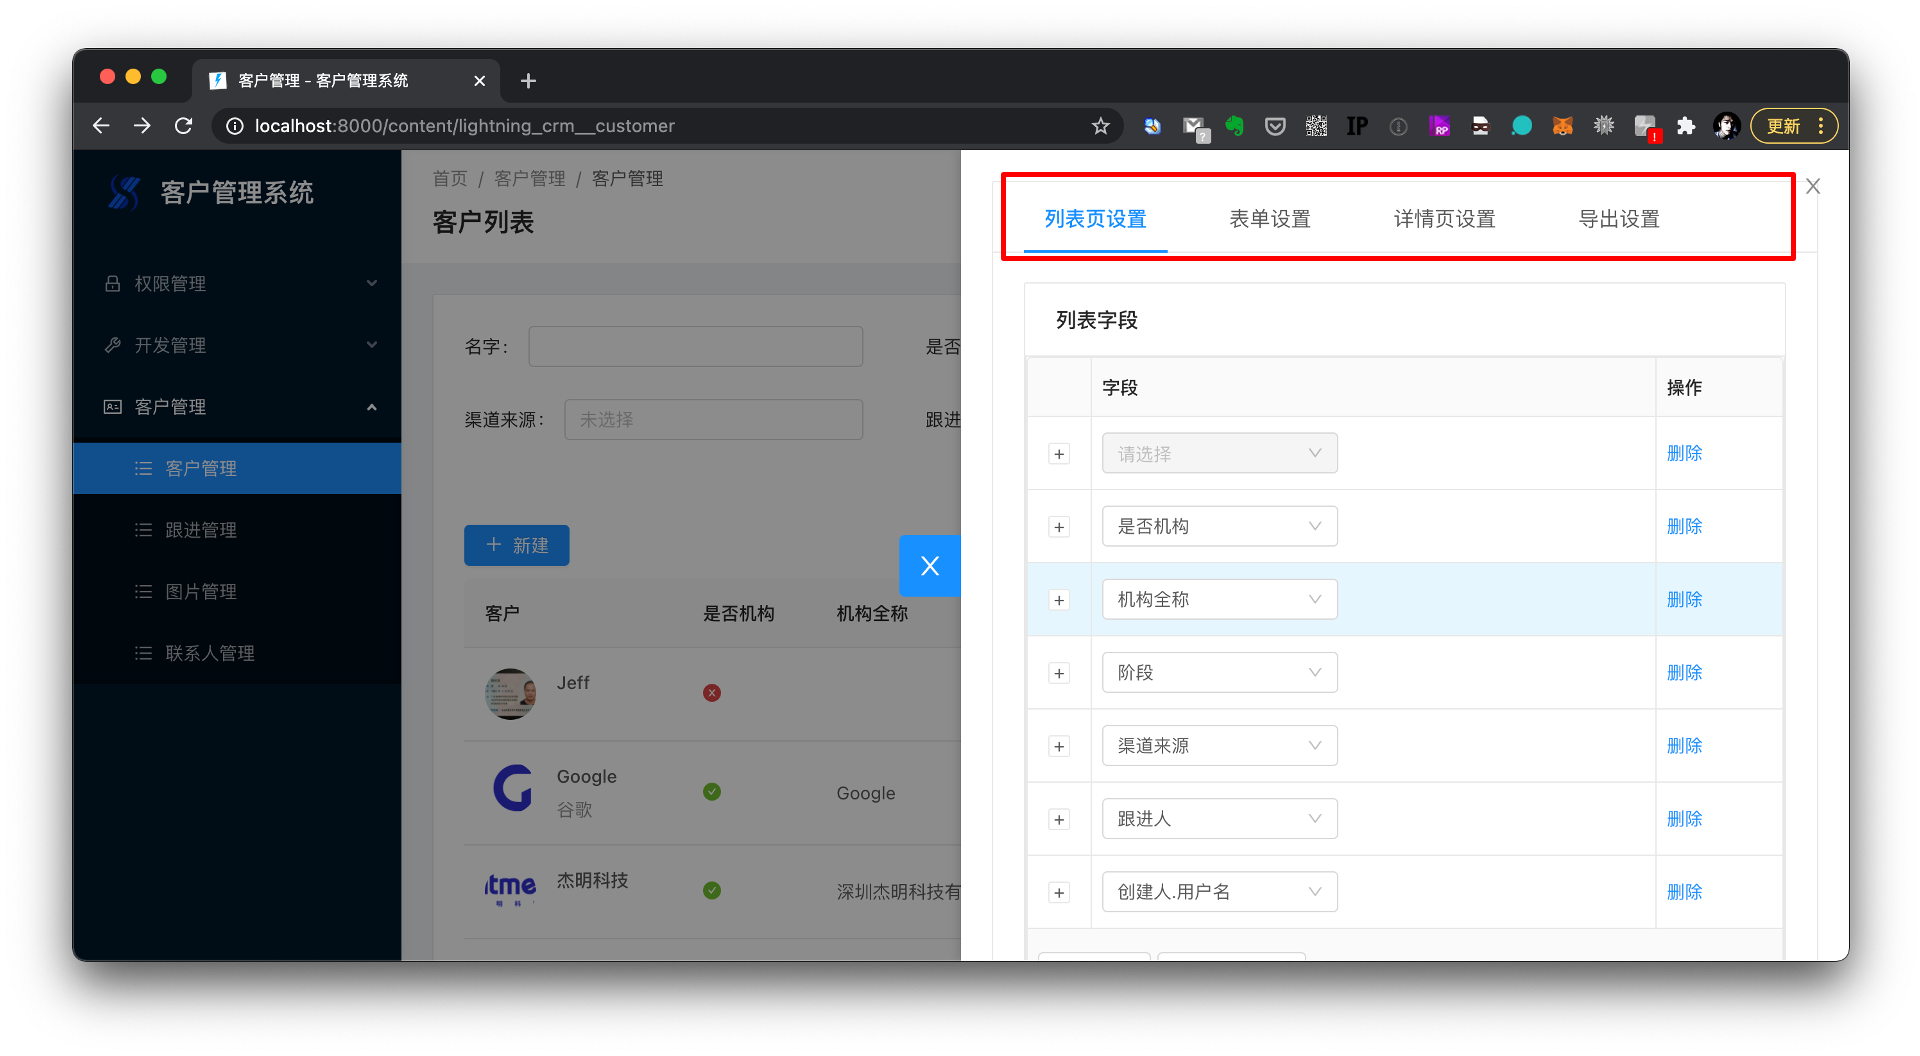 客户管理 - 客户管理系统
localhost:8000/content/lightning_crm__customer
?
IP
RP
!
更新
客户管理系统
权限管理
开发管理
客户管理
客户管理
跟进管理
图片管理
联系人管理
首页 / 客户管理 / 客户管理
客户列表
名字:
是否
渠道来源:
未选择
跟进
新建
客户
是否机构
机构全称
Jeff
Google
谷歌
Google
itme
明 科
杰明科技
深圳杰明科技有
列表页设置
表单设置
详情页设置
导出设置
列表字段
字段
操作
请选择
删除
是否机构
删除
机构全称
删除
阶段
删除
渠道来源
删除
跟进人
删除
创建人.用户名
删除